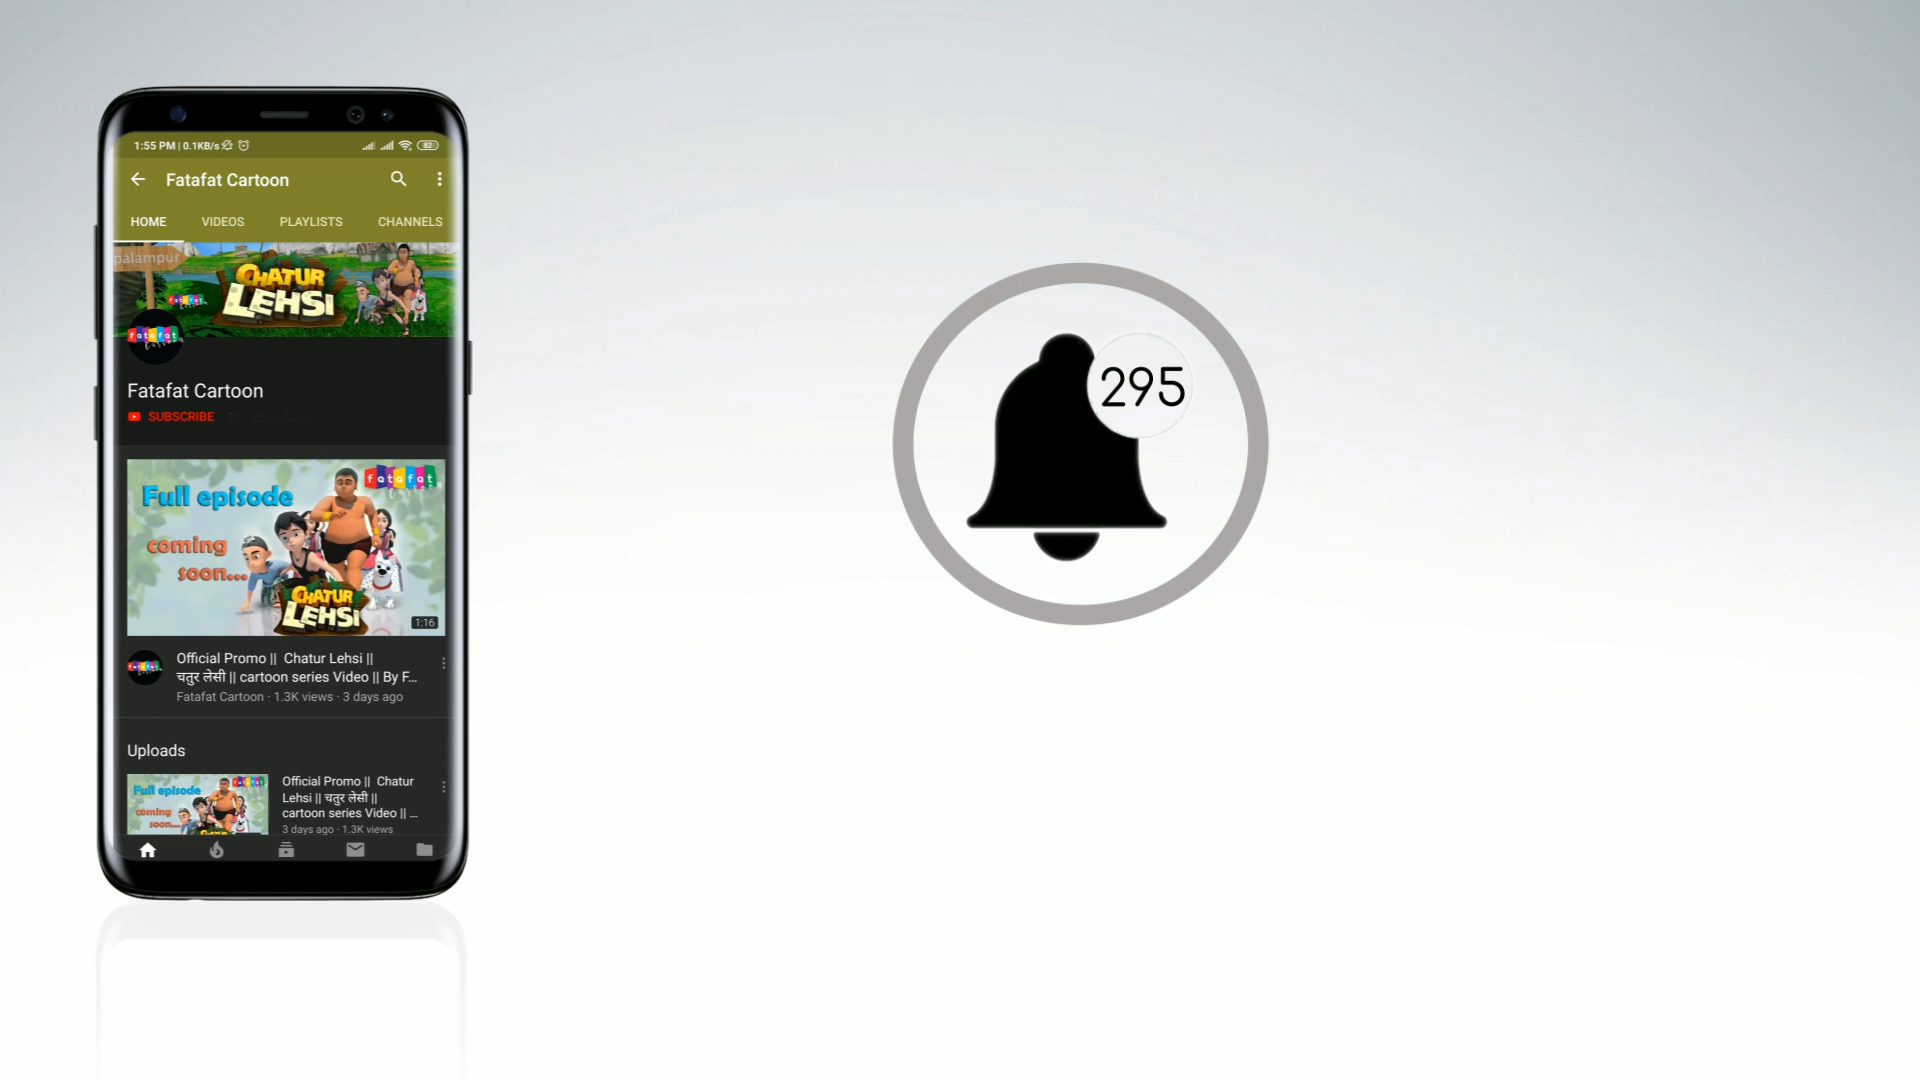 1:55 PM | 0.1KB/s
82
Fatafat Cartoon
HOME VIDEOS PLAYLISTS CHANNELS
palampur
CHATUR
LEHSI
fatafat
Fatafat Cartoon
SUBSCRIBE
295
Full episode
fatafat
coming
soon...
CHATUR
LEHSI
1:16
Official Promo || Chatur Lehsi ||
चतुर लेसी || cartoon series Video || By F...
Fatafat Cartoon · 1.3K views · 3 days ago
Uploads
Full episode
coming
soon...
Official Promo || Chatur
Lehsi || चतुर लेसी ||
cartoon series Video || ...
3 days ago · 1.3K views